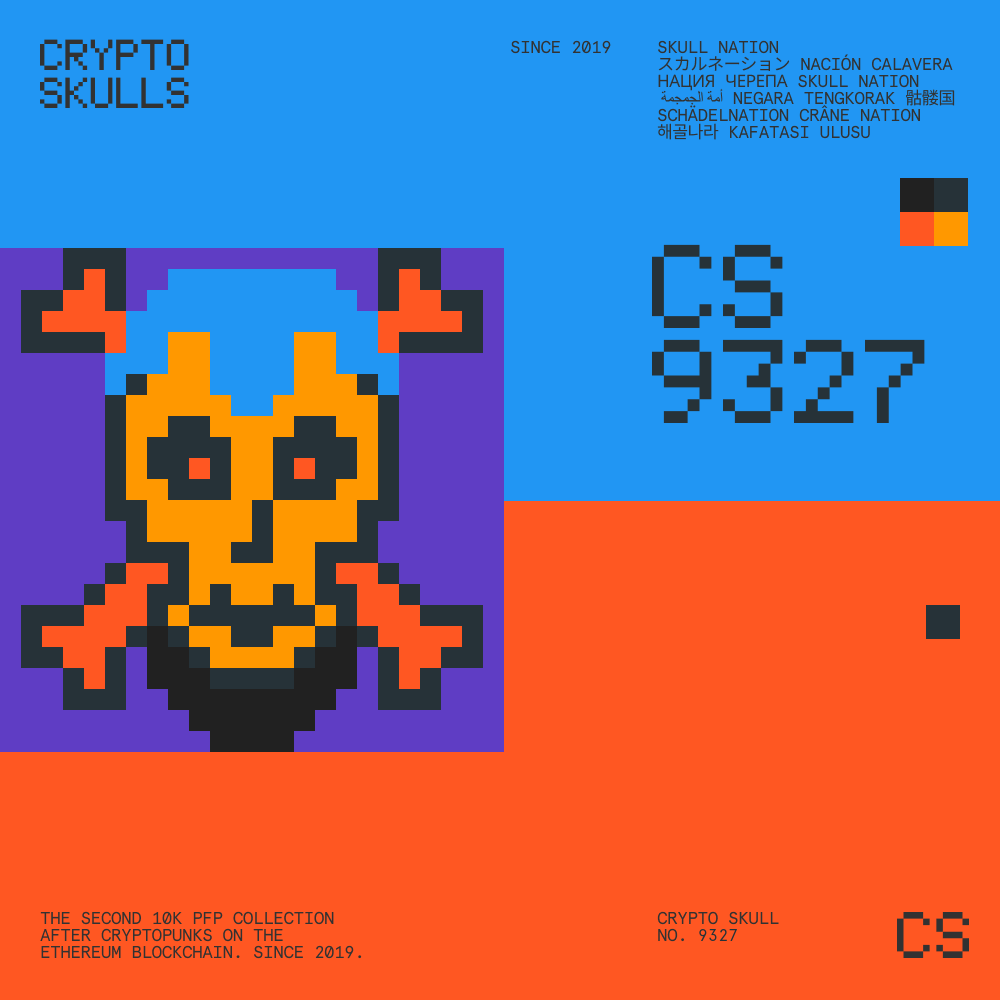 CRYPTO
SKULLS
SINCE 2019
SKULL NATION
スカルネーション NACIÓN CALAVERA
НАЦИЯ ЧЕРЕПА SKULL NATION
أمة الجمجمة NEGARA TENGKORAK 骷髅国
SCHÄDELNATION CRÂNE NATION
해골나라 KAFATASI ULUSU
CS
9327
THE SECOND 10K PFP COLLECTION
AFTER CRYPTOPUNKS ON THE
ETHEREUM BLOCKCHAIN. SINCE 2019.
CRYPTO SKULL
NO. 9327
CS